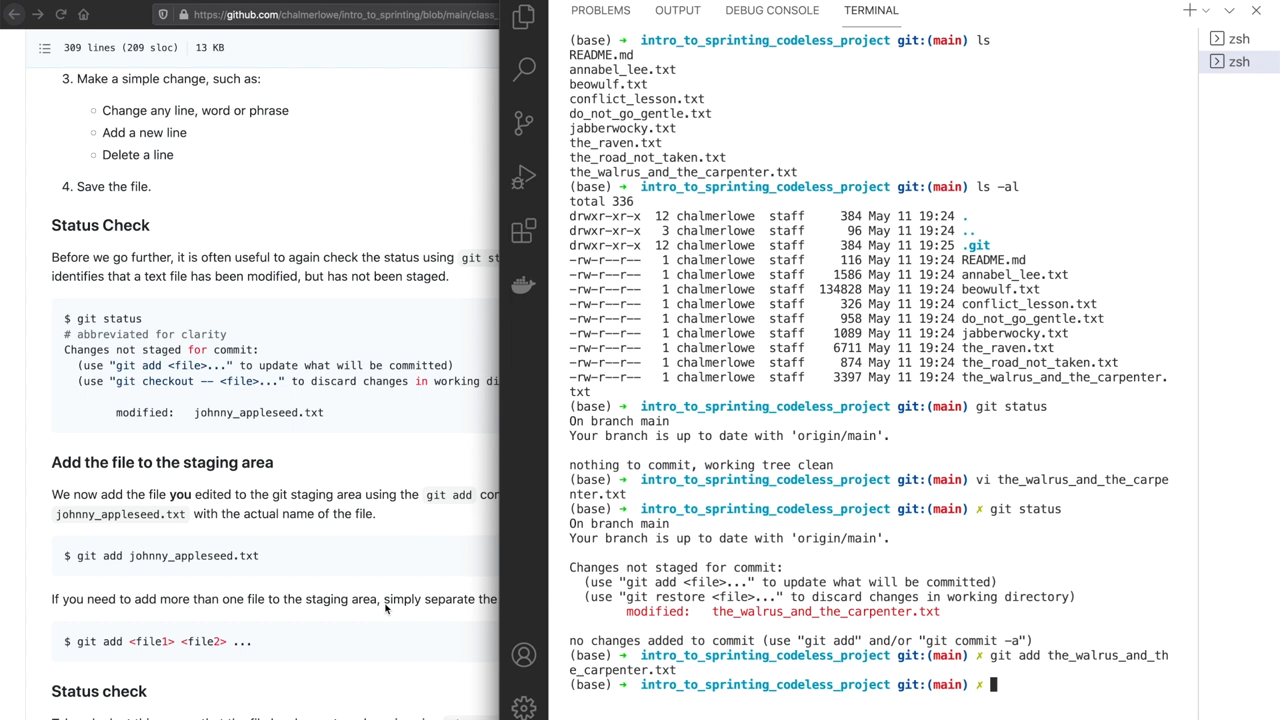 https://github.com/chalmerlowe/intro_to_sprinting/blob/main/class_
309 lines (209 sloc) 13 KB
3. Make a simple change, such as:
Change any line, word or phrase
Add a new line
Delete a line
4. Save the file.
Status Check
Before we go further, it is often useful to again check the status using git st
identifies that a text file has been modified, but has not been staged.
$ git status
# abbreviated for clarity
Changes not staged for commit:
(use "git add <file>..." to update what will be committed)
(use "git checkout -- <file>..." to discard changes in working di
modified: johnny_appleseed.txt
Add the file to the staging area
We now add the file you edited to the git staging area using the git add con
johnny_appleseed.txt with the actual name of the file.
$ git add johnny_appleseed.txt
If you need to add more than one file to the staging area, simply separate the
$ git add <file1> <file2> ...
Status check
PROBLEMS OUTPUT DEBUG CONSOLE TERMINAL
zsh
zsh
(base) ➜ intro_to_sprinting_codeless_project git:(main) ls
README.md
annabel_lee.txt
beowulf.txt
conflict_lesson.txt
do_not_go_gentle.txt
jabberwocky.txt
the_raven.txt
the_road_not_taken.txt
the_walrus_and_the_carpenter.txt
(base) ➜ intro_to_sprinting_codeless_project git:(main) ls -al
total 336
drwxr-xr-x 12 chalmerlowe staff 384 May 11 19:24 .
drwxr-xr-x 3 chalmerlowe staff 96 May 11 19:24 ..
drwxr-xr-x 12 chalmerlowe staff 384 May 11 19:25 .git
-rw-r--r-- 1 chalmerlowe staff 116 May 11 19:24 README.md
-rw-r--r-- 1 chalmerlowe staff 1586 May 11 19:24 annabel_lee.txt
-rw-r--r-- 1 chalmerlowe staff 134828 May 11 19:24 beowulf.txt
-rw-r--r-- 1 chalmerlowe staff 326 May 11 19:24 conflict_lesson.txt
-rw-r--r-- 1 chalmerlowe staff 958 May 11 19:24 do_not_go_gentle.txt
-rw-r--r-- 1 chalmerlowe staff 1089 May 11 19:24 jabberwocky.txt
-rw-r--r-- 1 chalmerlowe staff 6711 May 11 19:24 the_raven.txt
-rw-r--r-- 1 chalmerlowe staff 874 May 11 19:24 the_road_not_taken.txt
-rw-r--r-- 1 chalmerlowe staff 3397 May 11 19:24 the_walrus_and_the_carpenter.
txt
(base) ➜ intro_to_sprinting_codeless_project git:(main) git status
On branch main
Your branch is up to date with 'origin/main'.
nothing to commit, working tree clean
(base) ➜ intro_to_sprinting_codeless_project git:(main) vi the_walrus_and_the_carpe
nter.txt
(base) ➜ intro_to_sprinting_codeless_project git:(main) ✗ git status
On branch main
Your branch is up to date with 'origin/main'.
Changes not staged for commit:
(use "git add <file>..." to update what will be committed)
(use "git restore <file>..." to discard changes in working directory)
modified: the_walrus_and_the_carpenter.txt
no changes added to commit (use "git add" and/or "git commit -a")
(base) ➜ intro_to_sprinting_codeless_project git:(main) ✗ git add the_walrus_and_th
e_carpenter.txt
(base) ➜ intro_to_sprinting_codeless_project git:(main) ✗